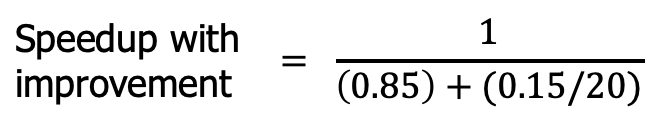 Speedup with
improvement
=
1
(0.85) + (0.15/20)